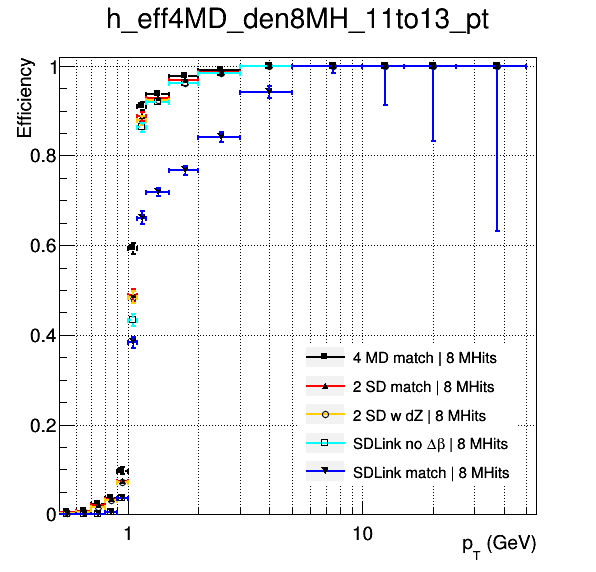 h_eff4MD_den8MH_11to13_pt
Efficiency
1
0.8
0.6
0.4
0.2
0
4 MD match | 8 MHits
2 SD match | 8 MHits
2 SD w dZ | 8 MHits
SDLink no Δβ | 8 MHits
SDLink match | 8 MHits
1
10
p_T (GeV)